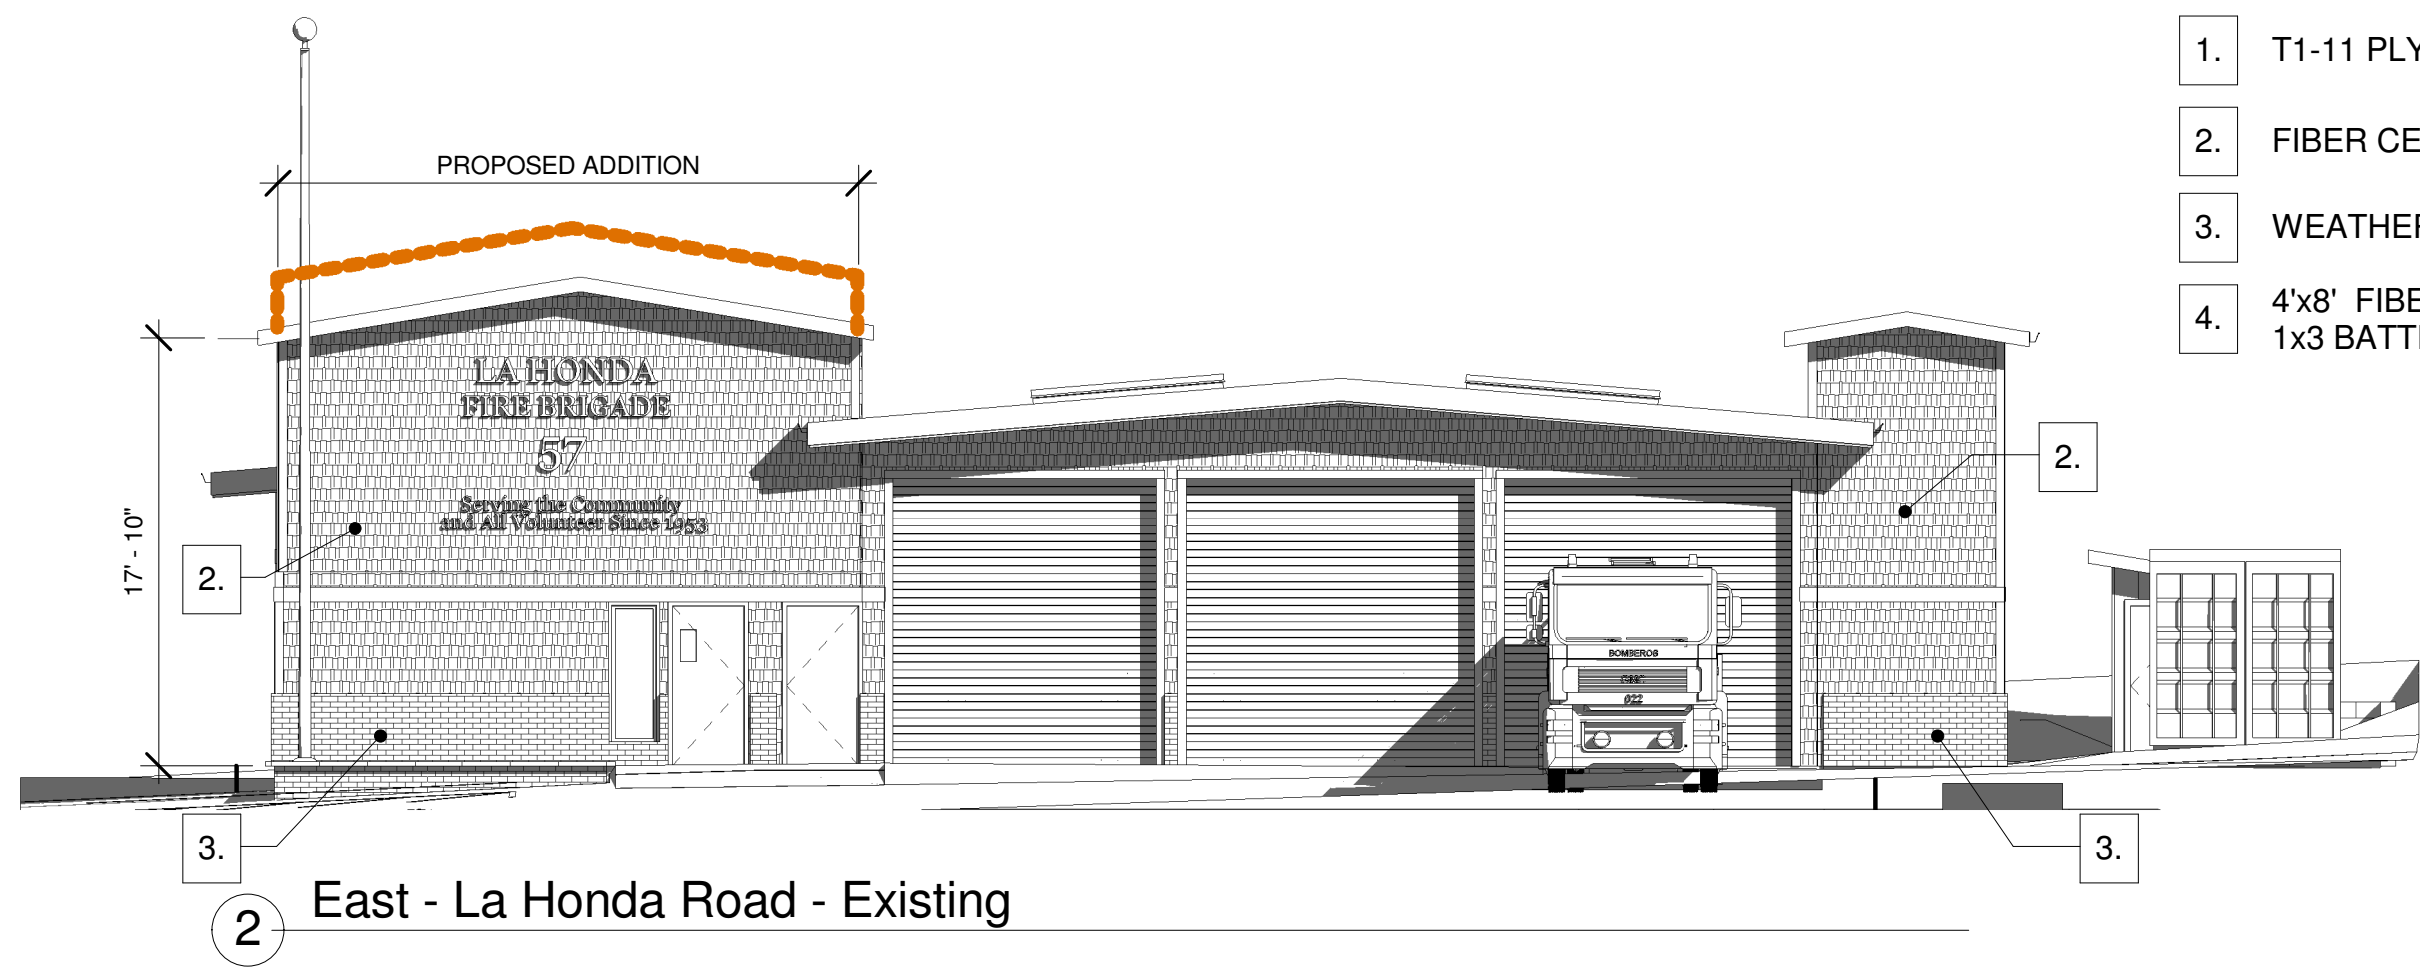 1. T1-11 PLY
2. FIBER CE
3. WEATHER
4. 4'x8' FIBE
1x3 BATT
PROPOSED ADDITION
17' - 10"
LA HONDA
FIRE BRIGADE
57
Serving the Community
and All Volunteer Since 1953
2.
2.
BOMBEROS
022
3.
3.
2 East - La Honda Road - Existing